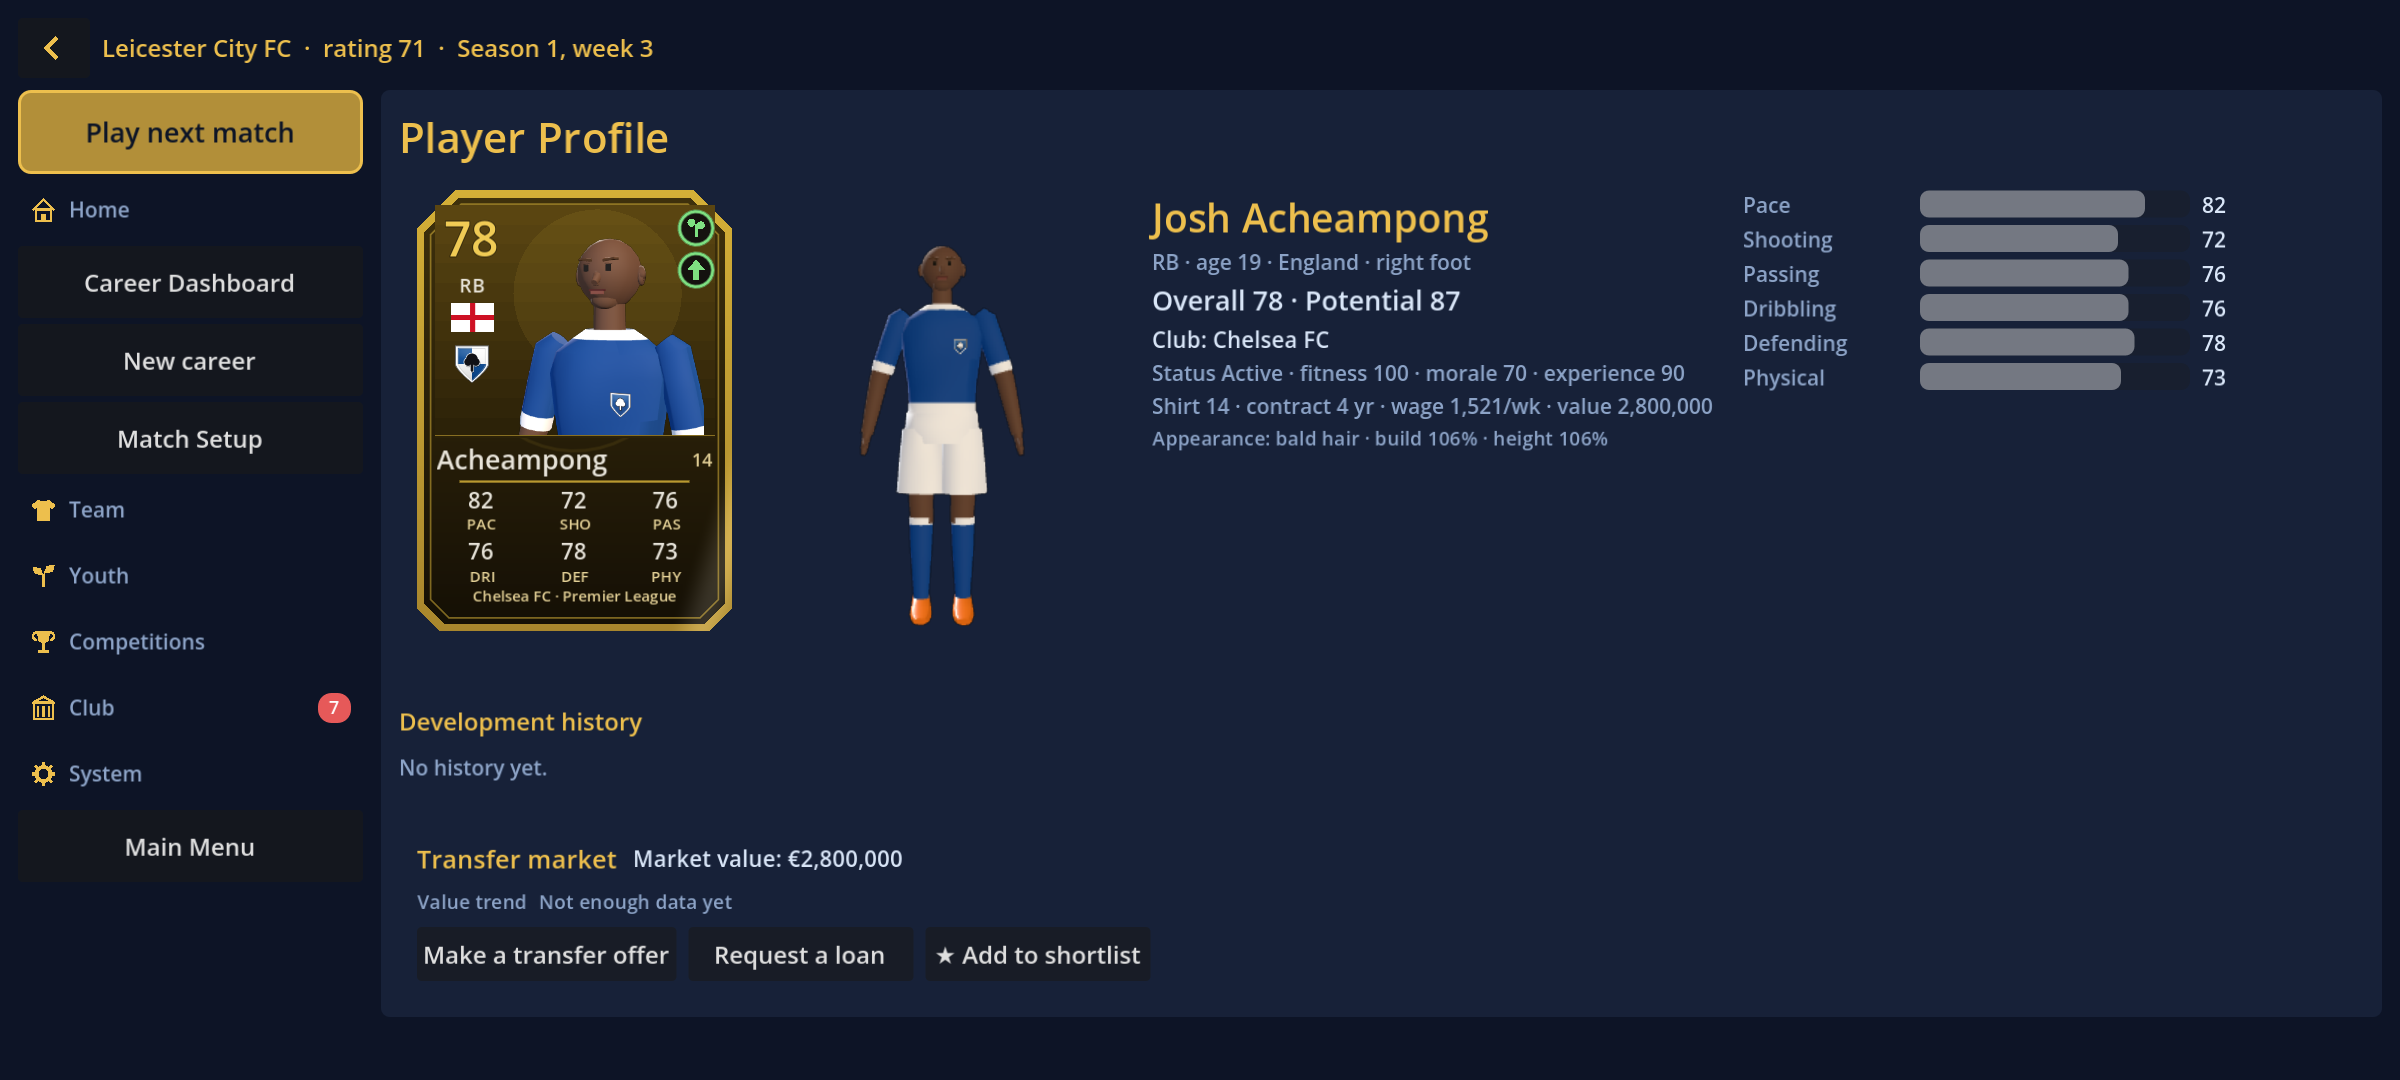 Leicester City FC · rating 71 · Season 1, week 3
Play next match
Home
Career Dashboard
New career
Match Setup
Team
Youth
Competitions
Club 7
System
Main Menu
Player Profile
78
RB
Acheampong 14
82 72 76
PAC SHO PAS
76 78 73
DRI DEF PHY
Chelsea FC · Premier League
Josh Acheampong
RB · age 19 · England · right foot
Overall 78 · Potential 87
Club: Chelsea FC
Status Active · fitness 100 · morale 70 · experience 90
Shirt 14 · contract 4 yr · wage 1,521/wk · value 2,800,000
Appearance: bald hair · build 106% · height 106%
Pace 82
Shooting 72
Passing 76
Dribbling 76
Defending 78
Physical 73
Development history
No history yet.
Transfer market Market value: €2,800,000
Value trend Not enough data yet
Make a transfer offer Request a loan ★ Add to shortlist